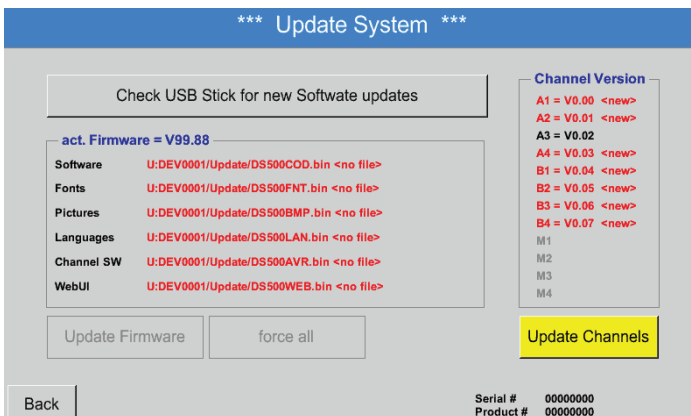 *** Update System ***
Check USB Stick for new Softwate updates
act. Firmware = V99.88
Software U:DEV0001/Update/DS500COD.bin <no file>
Fonts U:DEV0001/Update/DS500FNT.bin <no file>
Pictures U:DEV0001/Update/DS500BMP.bin <no file>
Languages U:DEV0001/Update/DS500LAN.bin <no file>
Channel SW U:DEV0001/Update/DS500AVR.bin <no file>
WebUI U:DEV0001/Update/DS500WEB.bin <no file>
Channel Version
A1 = V0.00 <new>
A2 = V0.01 <new>
A3 = V0.02
A4 = V0.03 <new>
B1 = V0.04 <new>
B2 = V0.05 <new>
B3 = V0.06 <new>
B4 = V0.07 <new>
M1
M2
M3
M4
Update Firmware
force all
Update Channels
Back
Serial # 00000000
Product # 00000000